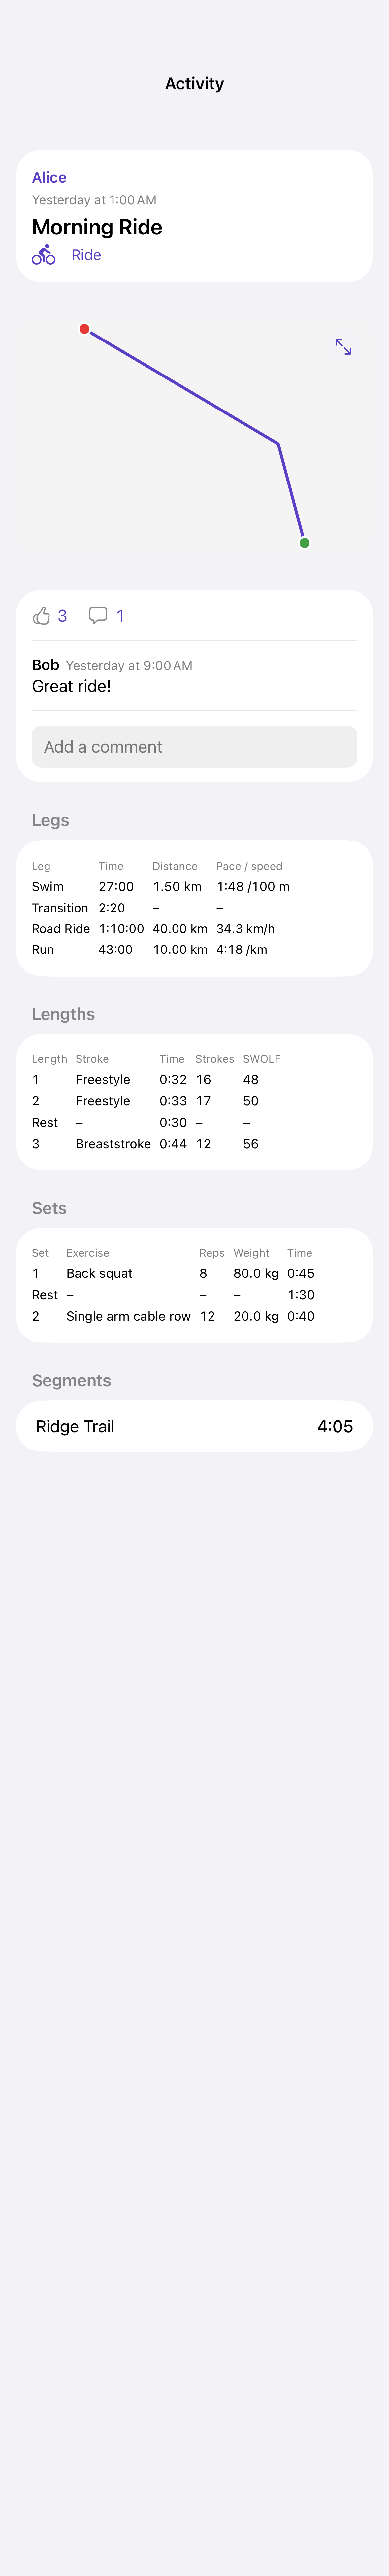 Activity
Alice
Yesterday at 1:00 AM
Morning Ride
Ride
3 1
Bob Yesterday at 9:00 AM
Great ride!
Add a comment
Legs
Leg Time Distance Pace / speed
Swim 27:00 1.50 km 1:48 /100 m
Transition 2:20 – –
Road Ride 1:10:00 40.00 km 34.3 km/h
Run 43:00 10.00 km 4:18 /km
Lengths
Length Stroke Time Strokes SWOLF
1 Freestyle 0:32 16 48
2 Freestyle 0:33 17 50
Rest – 0:30 – –
3 Breaststroke 0:44 12 56
Sets
Set Exercise Reps Weight Time
1 Back squat 8 80.0 kg 0:45
Rest – – – 1:30
2 Single arm cable row 12 20.0 kg 0:40
Segments
Ridge Trail 4:05